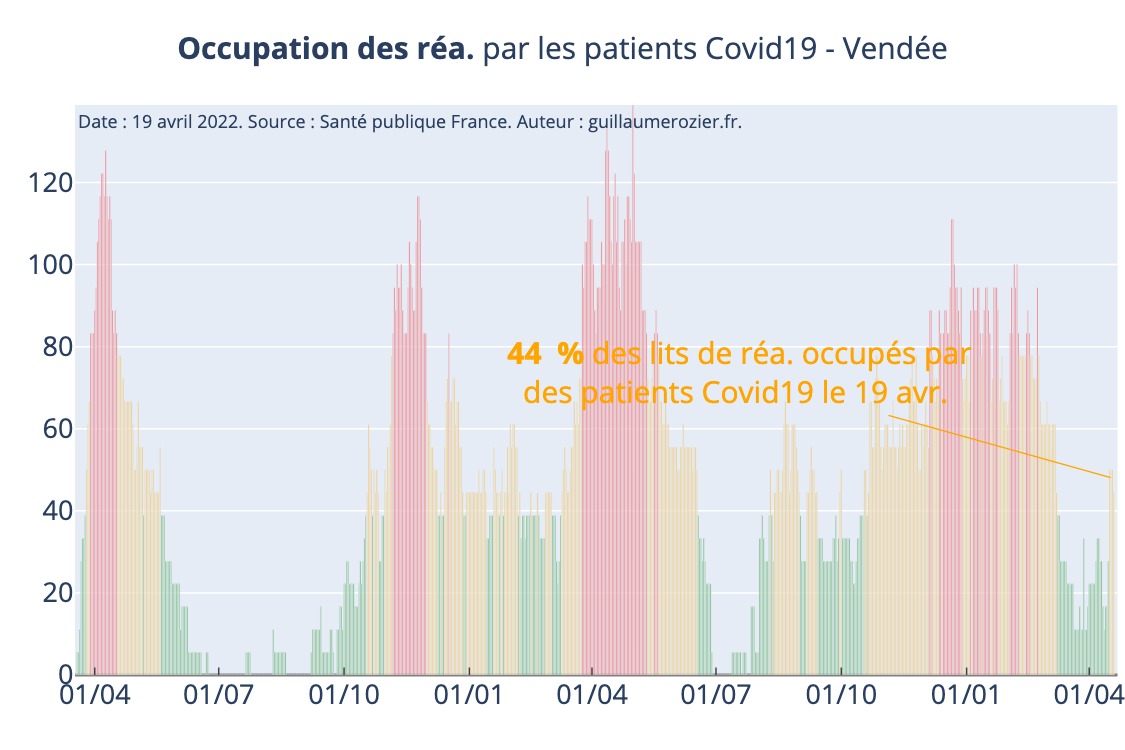 Occupation des réa. par les patients Covid19 - Vendée
Date : 19 avril 2022. Source : Santé publique France. Auteur : guillaumerozier.fr.
120
100
80
60
40
20
0
44 % des lits de réa. occupés par
des patients Covid19 le 19 avr.
01/04 01/07 01/10 01/01 01/04 01/07 01/10 01/01 01/04